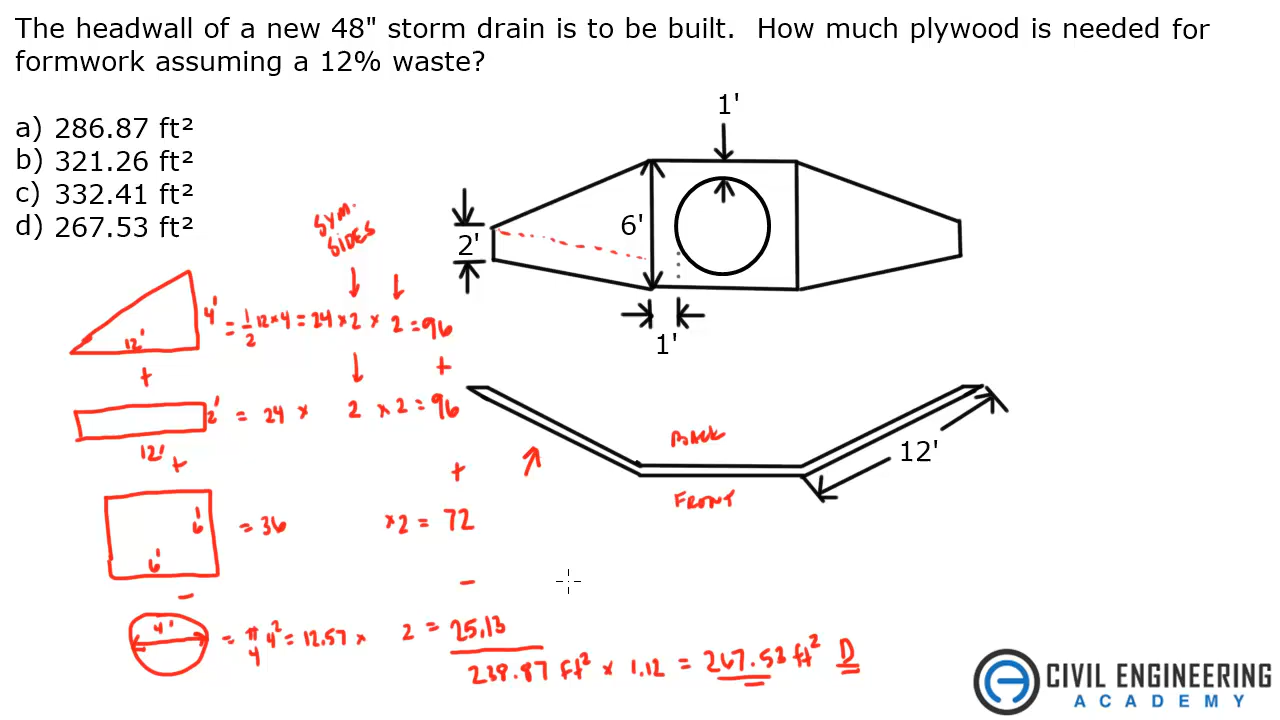 The headwall of a new 48" storm drain is to be built. How much plywood is needed for
formwork assuming a 12% waste?
a) 286.87 ft²
b) 321.26 ft²
c) 332.41 ft²
d) 267.53 ft²
1'
6'
2'
1'
12'
BACK
FRONT
SYM.
SIDES
4'
12'
= 1/2 12 × 4 = 24 × 2 × 2 = 96
+
+
2'
12'
= 24 × 2 × 2 = 96
+
+
6'
6'
= 36 × 2 = 72
-
-
4'
= π/4 4² = 12.57 × 2 = 25.13
239.87 ft² × 1.12 = 267.53 ft² D
CIVIL ENGINEERING
ACADEMY